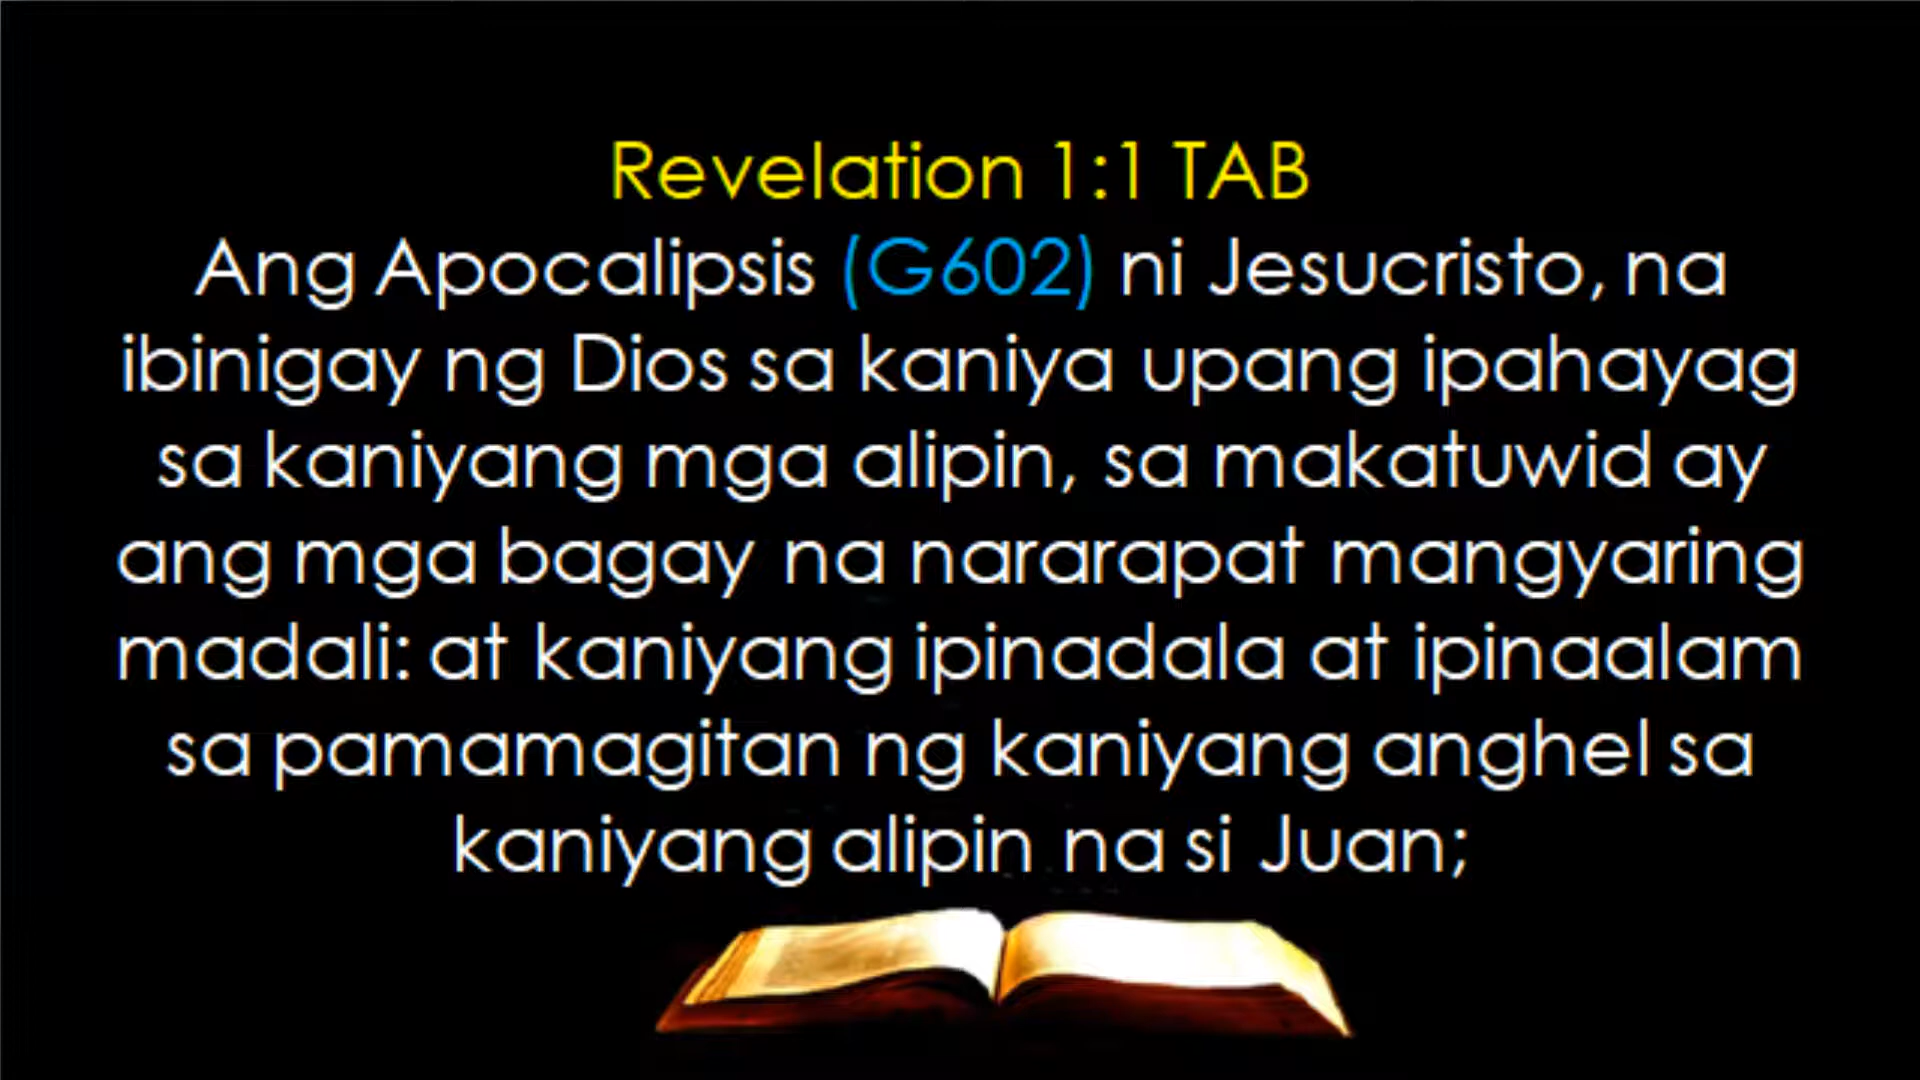 Revelation 1:1 TAB
Ang Apocalipsis (G602) ni Jesucristo, na
ibinigay ng Dios sa kaniya upang ipahayag
sa kaniyang mga alipin, sa makatuwid ay
ang mga bagay na nararapat mangyaring
madali: at kaniyang ipinadala at ipinaalam
sa pamamagitan ng kaniyang anghel sa
kaniyang alipin na si Juan;